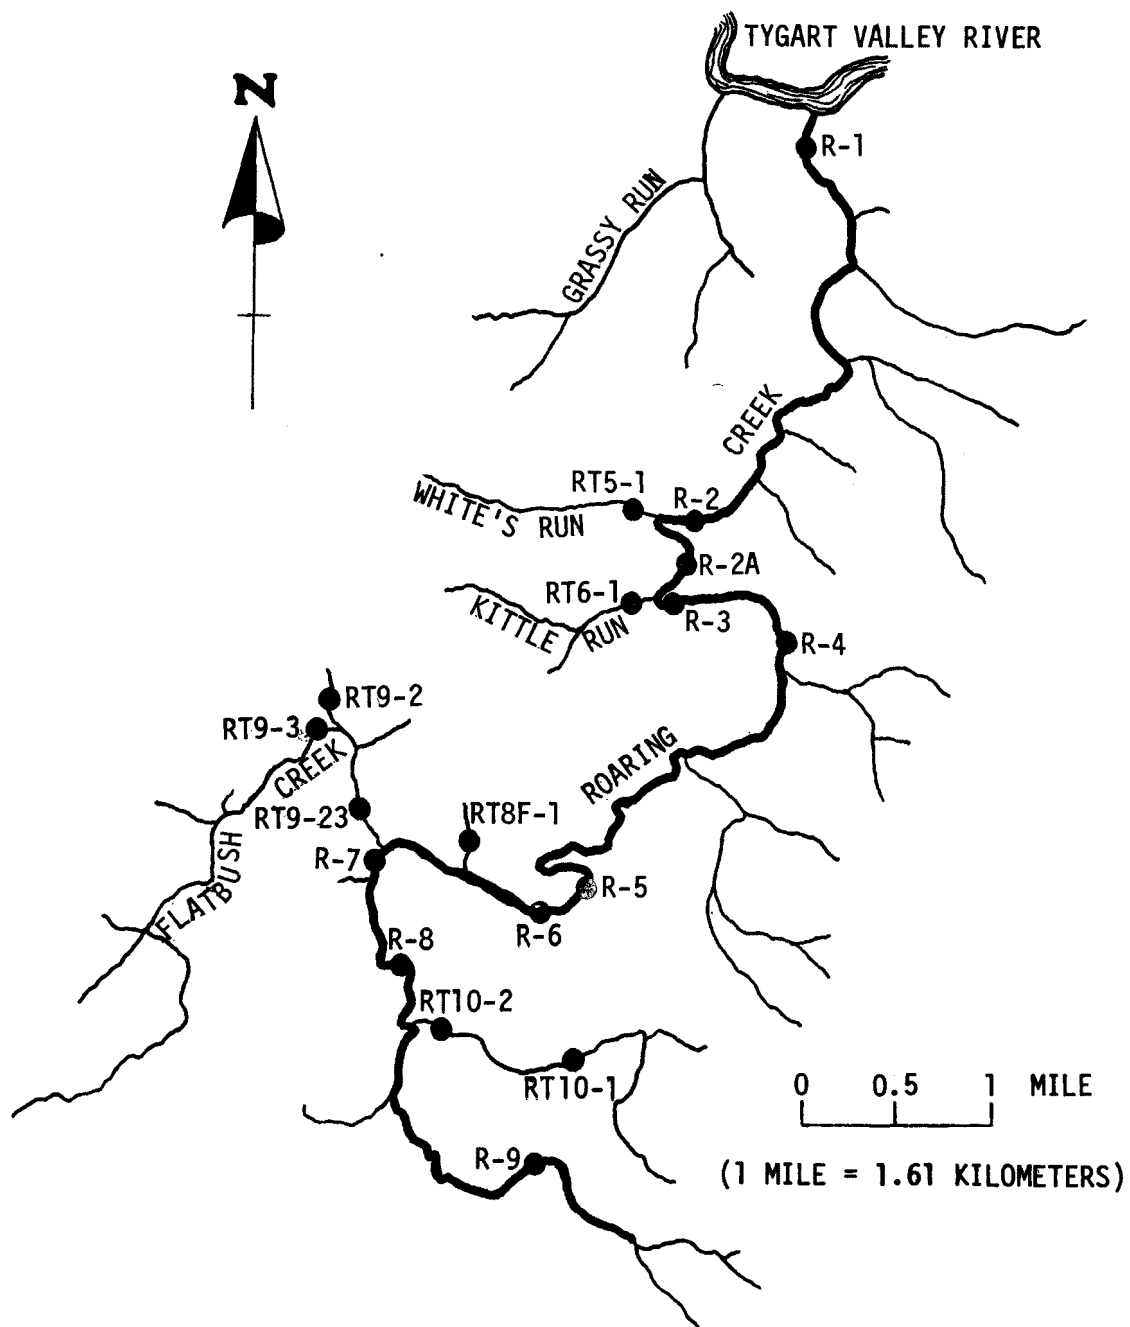 TYGART VALLEY RIVER
N
R-1
GRASSY RUN
CREEK
RT5-1
R-2
WHITE'S RUN
R-2A
RT6-1
KITTLE RUN
R-3
R-4
RT9-2
RT9-3
CREEK
ROARING
RT9-23
RT8F-1
R-7
FLATBUSH
R-5
R-6
R-8
RT10-2
RT10-1
0 0.5 1 MILE
R-9
(1 MILE = 1.61 KILOMETERS)